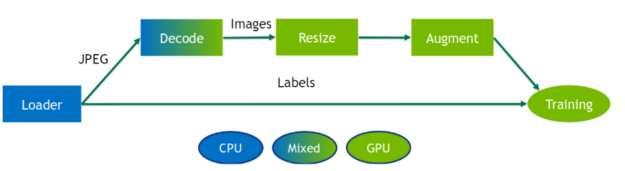 Images
Decode
Resize
Augment
JPEG
Labels
Loader
Training
CPU
Mixed
GPU